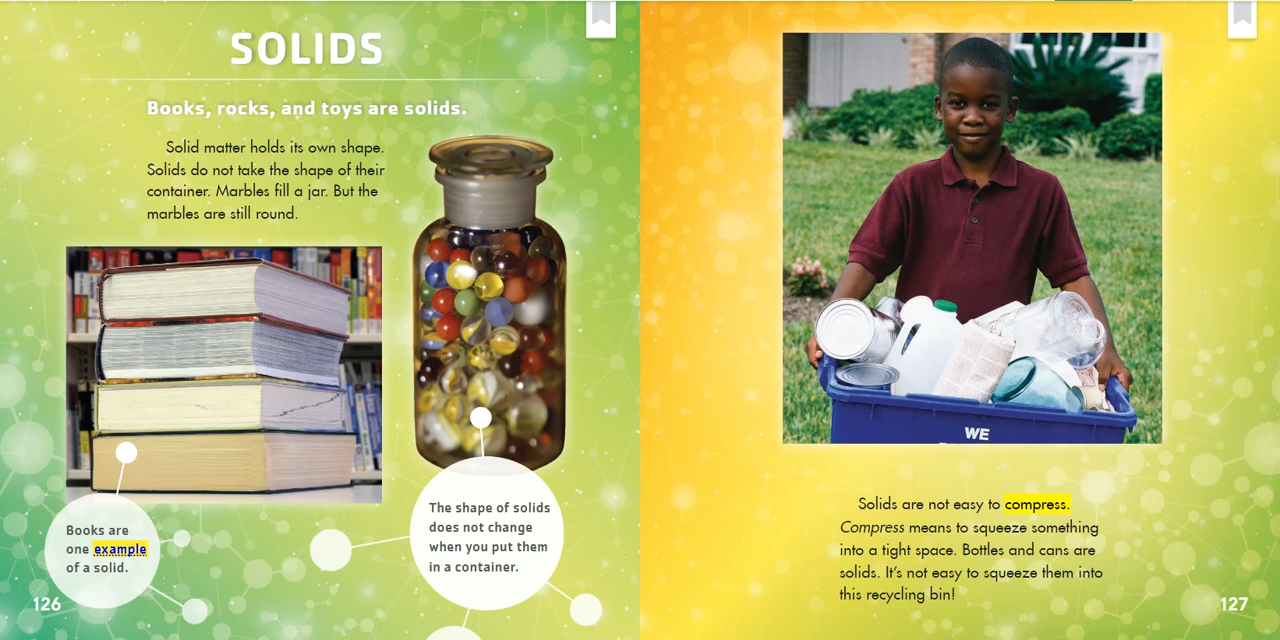 SOLIDS
Books, rocks, and toys are solids.
Solid matter holds its own shape.
Solids do not take the shape of their
container. Marbles fill a jar. But the
marbles are still round.
Books are
one example
of a solid.
The shape of solids
does not change
when you put them
in a container.
126
WE
Solids are not easy to compress.
Compress means to squeeze something
into a tight space. Bottles and cans are
solids. It's not easy to squeeze them into
this recycling bin!
127